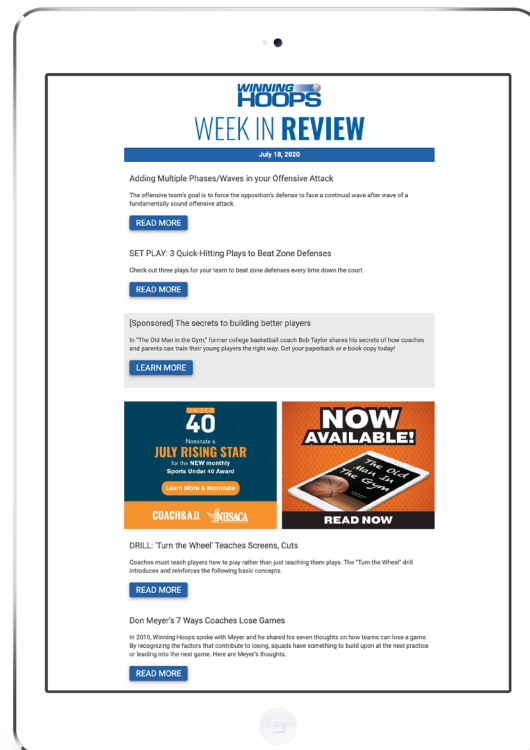 WINNING
HOOPS
WEEK IN REVIEW
July 18, 2020
Adding Multiple Phases/Waves in your Offensive Attack
The offensive team's goal is to force the opposition's defense to face a continual wave after wave of a
fundamentally sound offensive attack.
READ MORE
SET PLAY: 3 Quick-Hitting Plays to Beat Zone Defenses
Check out three plays for your team to beat zone defenses every time down the court.
READ MORE
[Sponsored] The secrets to building better players
In "The Old Man in the Gym," former college basketball coach Bob Taylor shares his secrets of how coaches
and parents can train their young players the right way. Get your paperback or e-book copy today!
LEARN MORE
UNDER
40
Nominate a
JULY RISING STAR
for the NEW monthly
Sports Under 40 Award
Learn More & Nominate
COACH&A.D. NHSACA
NOW
AVAILABLE!
The Old
Man In
The Gym
READ NOW
DRILL: 'Turn the Wheel' Teaches Screens, Cuts
Coaches must teach players how to play rather than just teaching them plays. The "Turn the Wheel" drill
introduces and reinforces the following basic concepts.
READ MORE
Don Meyer's 7 Ways Coaches Lose Games
In 2010, Winning Hoops spoke with Meyer and he shared his seven thoughts on how teams can lose a game.
By recognizing the factors that contribute to losing, squads have something to build upon at the next practice
or leading into the next game. Here are Meyer's thoughts.
READ MORE